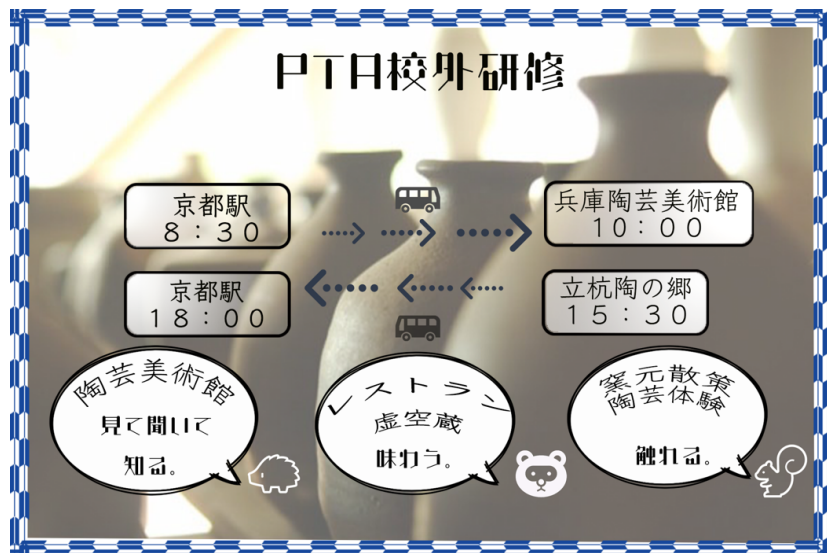 PTA校外研修
京都駅
8：30
兵庫陶芸美術館
10：00
京都駅
18：00
立杭陶の郷
15：30
陶芸美術館
見て聞いて
知る。
レストラン
虚空蔵
味わう。
窯元散策
陶芸体験
触れる。